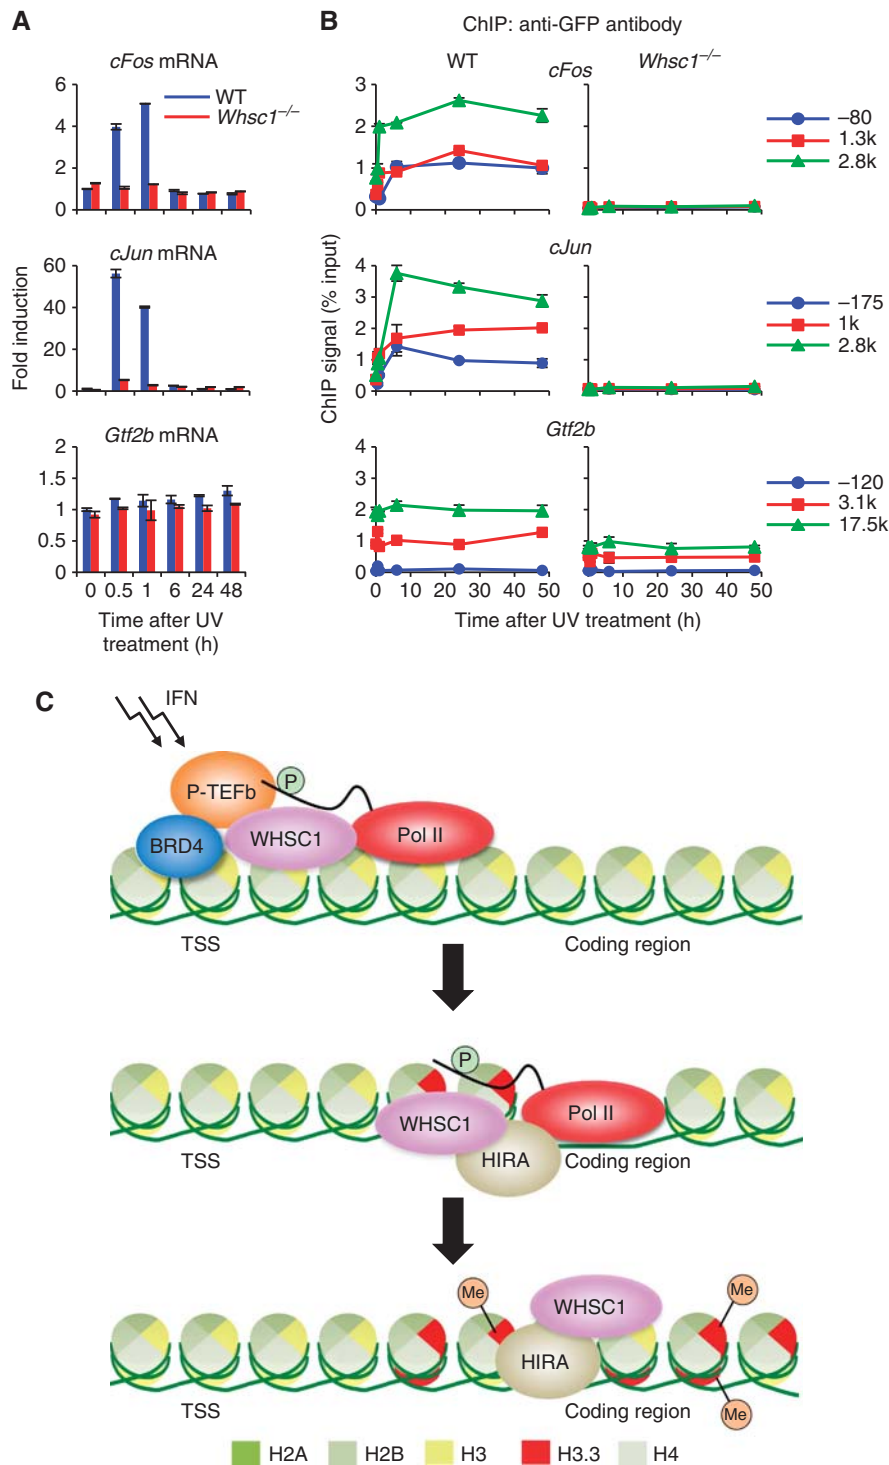 A
cFos mRNA
6
4
2
0
WT
Whsc1–/–
cJun mRNA
60
40
20
0
Fold induction
Gtf2b mRNA
2
1.5
1
0.5
0
0 0.5 1 6 24 48
Time after UV
treatment (h)
B
ChIP: anti-GFP antibody
WT
cFos
Whsc1–/–
3
2
1
0
–80
1.3k
2.8k
cJun
4
3
2
1
0
ChIP signal (% input)
–175
1k
2.8k
Gtf2b
4
3
2
1
0
–120
3.1k
17.5k
0 10 20 30 40 50 0 10 20 30 40 50
Time after UV treatment (h)
C
IFN
P-TEFb
P
BRD4
WHSC1
Pol II
TSS
Coding region
P
WHSC1
Pol II
HIRA
TSS
Coding region
Me
WHSC1
Me
HIRA
TSS
Coding region
Me
H2A H2B H3 H3.3 H4